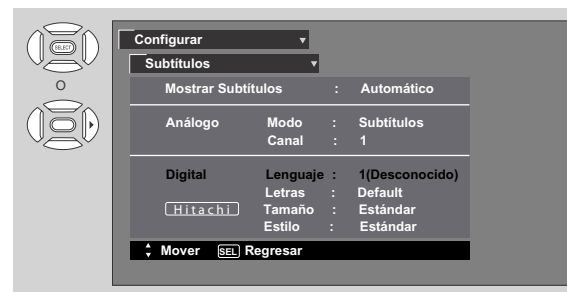 SELECT
O
Configurar
Subtítulos
Mostrar Subtítulos : Automático
Análogo Modo : Subtítulos
Canal : 1
Digital Lenguaje : 1(Desconocido)
Letras : Default
Hitachi Tamaño : Estándar
Estilo : Estándar
Mover SEL Regresar